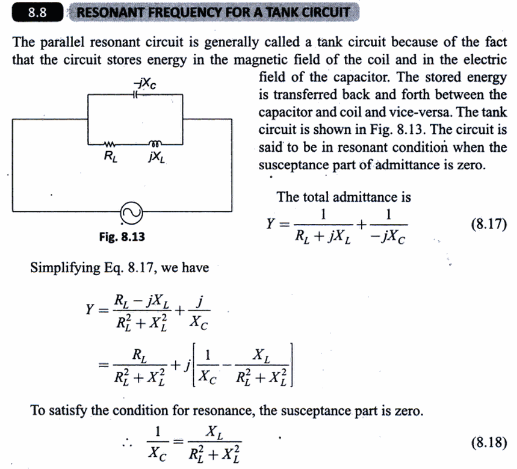 8.8 RESONANT FREQUENCY FOR A TANK CIRCUIT
The parallel resonant circuit is generally called a tank circuit because of the fact
that the circuit stores energy in the magnetic field of the coil and in the electric
field of the capacitor. The stored energy
is transferred back and forth between the
capacitor and coil and vice-versa. The tank
circuit is shown in Fig. 8.13. The circuit is
said to be in resonant condition when the
susceptance part of admittance is zero.
-jX_C
R_L jX_L
Fig. 8.13
The total admittance is
Y = 1/(R_L + jX_L) + 1/(-jX_C) (8.17)
Simplifying Eq. 8.17, we have
Y = (R_L - jX_L)/(R_L^2 + X_L^2) + j/X_C
= R_L/(R_L^2 + X_L^2) + j[1/X_C - X_L/(R_L^2 + X_L^2)]
To satisfy the condition for resonance, the susceptance part is zero.
∴ 1/X_C = X_L/(R_L^2 + X_L^2) (8.18)